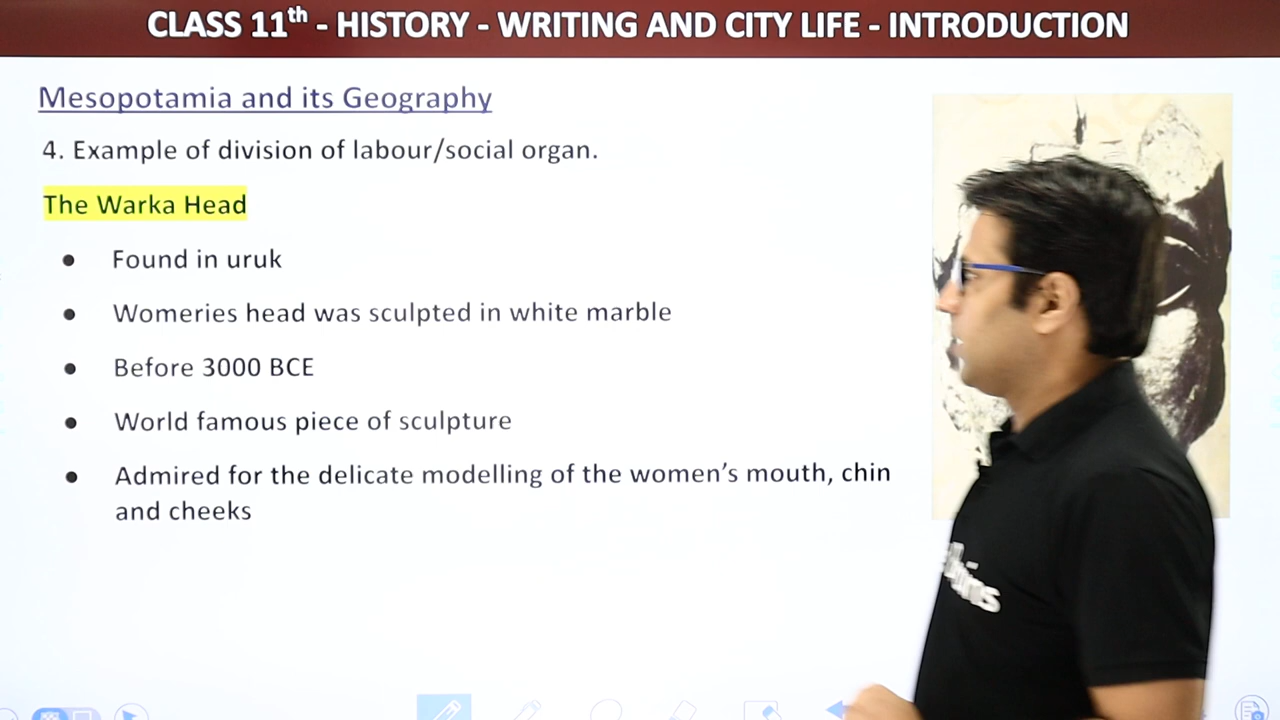 CLASS 11th - HISTORY - WRITING AND CITY LIFE - INTRODUCTION
Mesopotamia and its Geography
4. Example of division of labour/social organ.
The Warka Head
● Found in uruk
● Womeries head was sculpted in white marble
● Before 3000 BCE
● World famous piece of sculpture
● Admired for the delicate modelling of the women’s mouth, chin
and cheeks